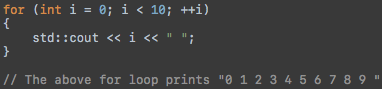 for (int i = 0; i < 10; ++i)
{
    std::cout << i << " ";
}
// The above for loop prints "0 1 2 3 4 5 6 7 8 9 "